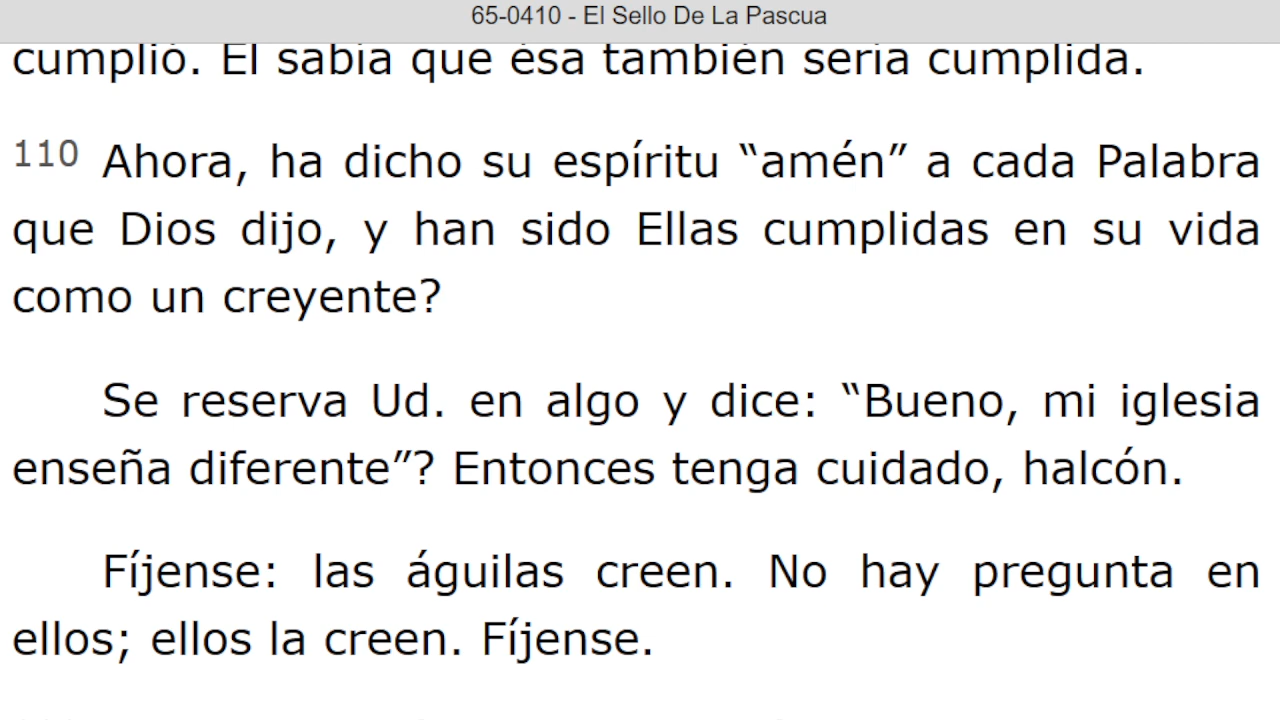 65-0410 - El Sello De La Pascua
cumplió. Él sabía que ésa también sería cumplida.
110 Ahora, ha dicho su espíritu “amén” a cada Palabra
que Dios dijo, y han sido Ellas cumplidas en su vida
como un creyente?
Se reserva Ud. en algo y dice: “Bueno, mi iglesia
enseña diferente”? Entonces tenga cuidado, halcón.
Fíjense: las águilas creen. No hay pregunta en
ellos; ellos la creen. Fíjense.